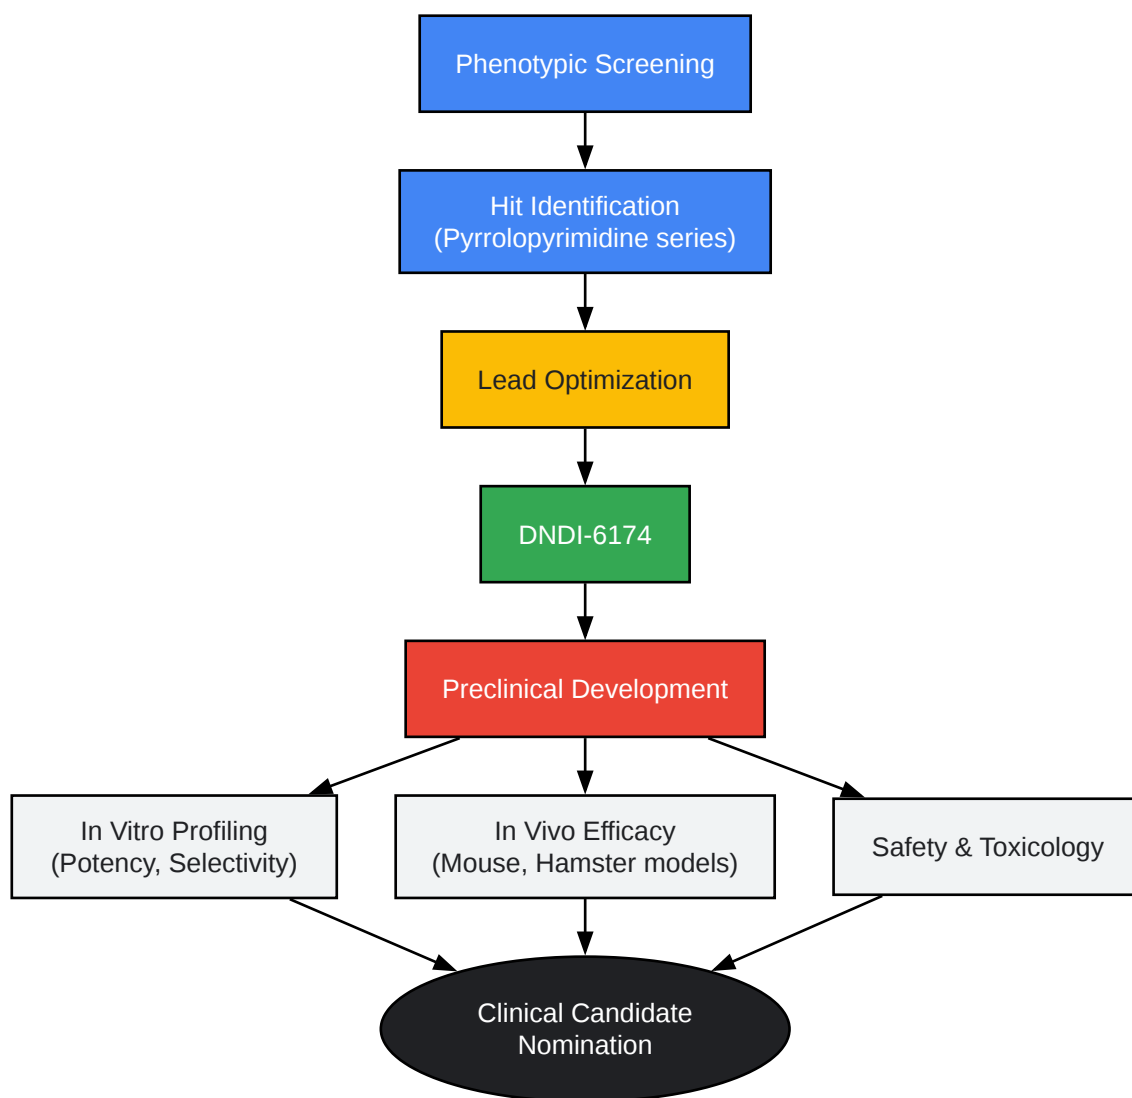 Phenotypic Screening
Hit Identification
(Pyrrolopyrimidine series)
Lead Optimization
DNDI-6174
Preclinical Development
In Vitro Profiling
(Potency, Selectivity)
In Vivo Efficacy
(Mouse, Hamster models)
Safety & Toxicology
Clinical Candidate
Nomination